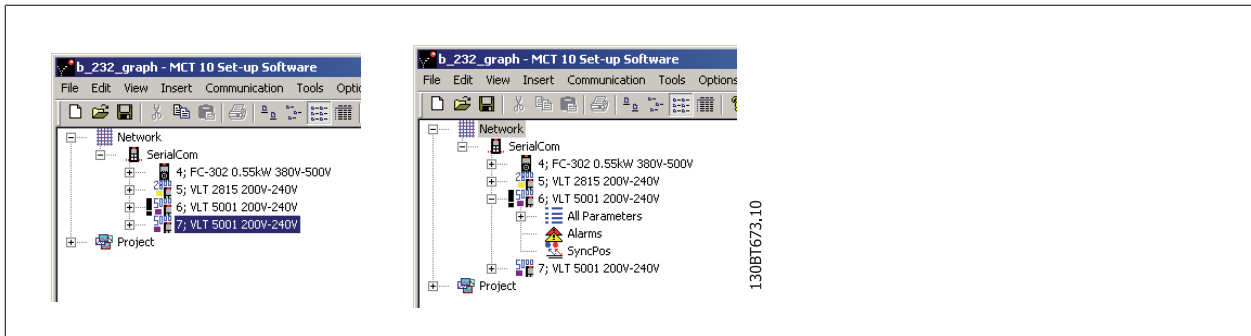 b_232_graph - MCT 10 Set-up Software
File Edit View Insert Communication Tools Optio
Network
SerialCom
4; FC-302 0.55kW 380V-500V
5; VLT 2815 200V-240V
6; VLT 5001 200V-240V
7; VLT 5001 200V-240V
Project
b_232_graph - MCT 10 Set-up Software
File Edit View Insert Communication Tools Options
Network
SerialCom
4; FC-302 0.55kW 380V-500V
5; VLT 2815 200V-240V
6; VLT 5001 200V-240V
All Parameters
Alarms
SyncPos
7; VLT 5001 200V-240V
Project
130BT673.10